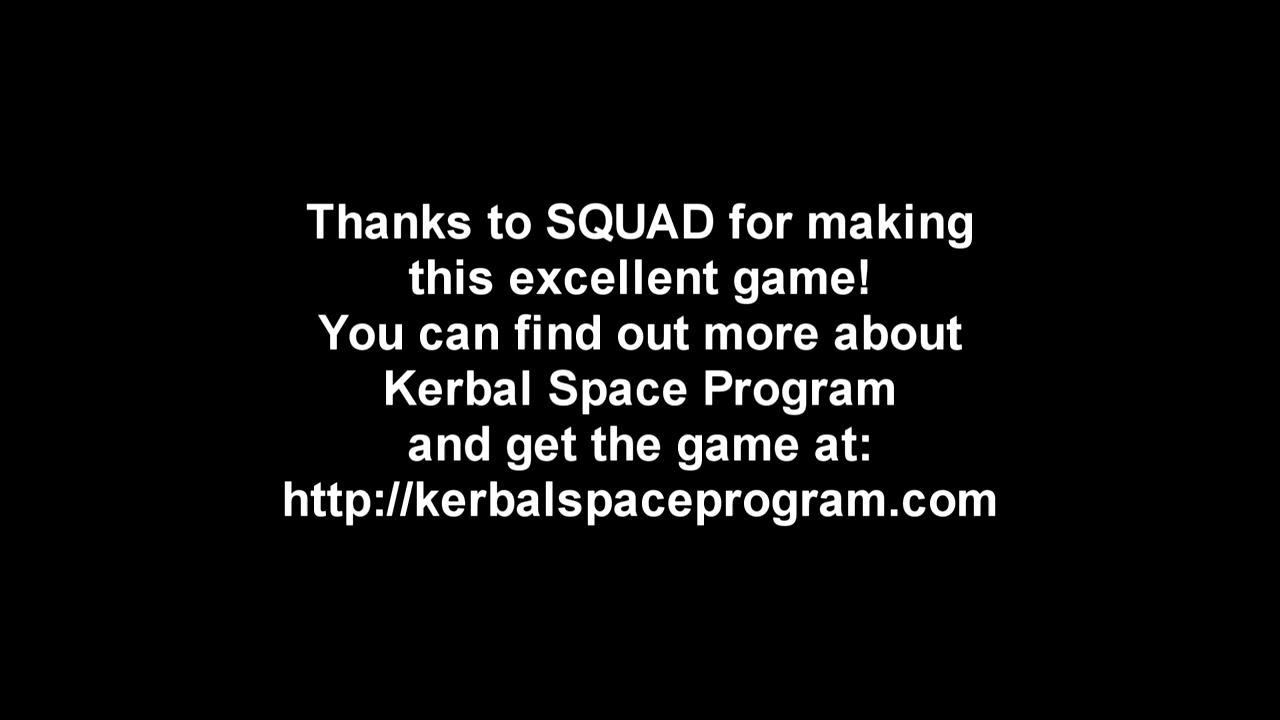 Thanks to SQUAD for making
this excellent game!
You can find out more about
Kerbal Space Program
and get the game at:
http://kerbalspaceprogram.com